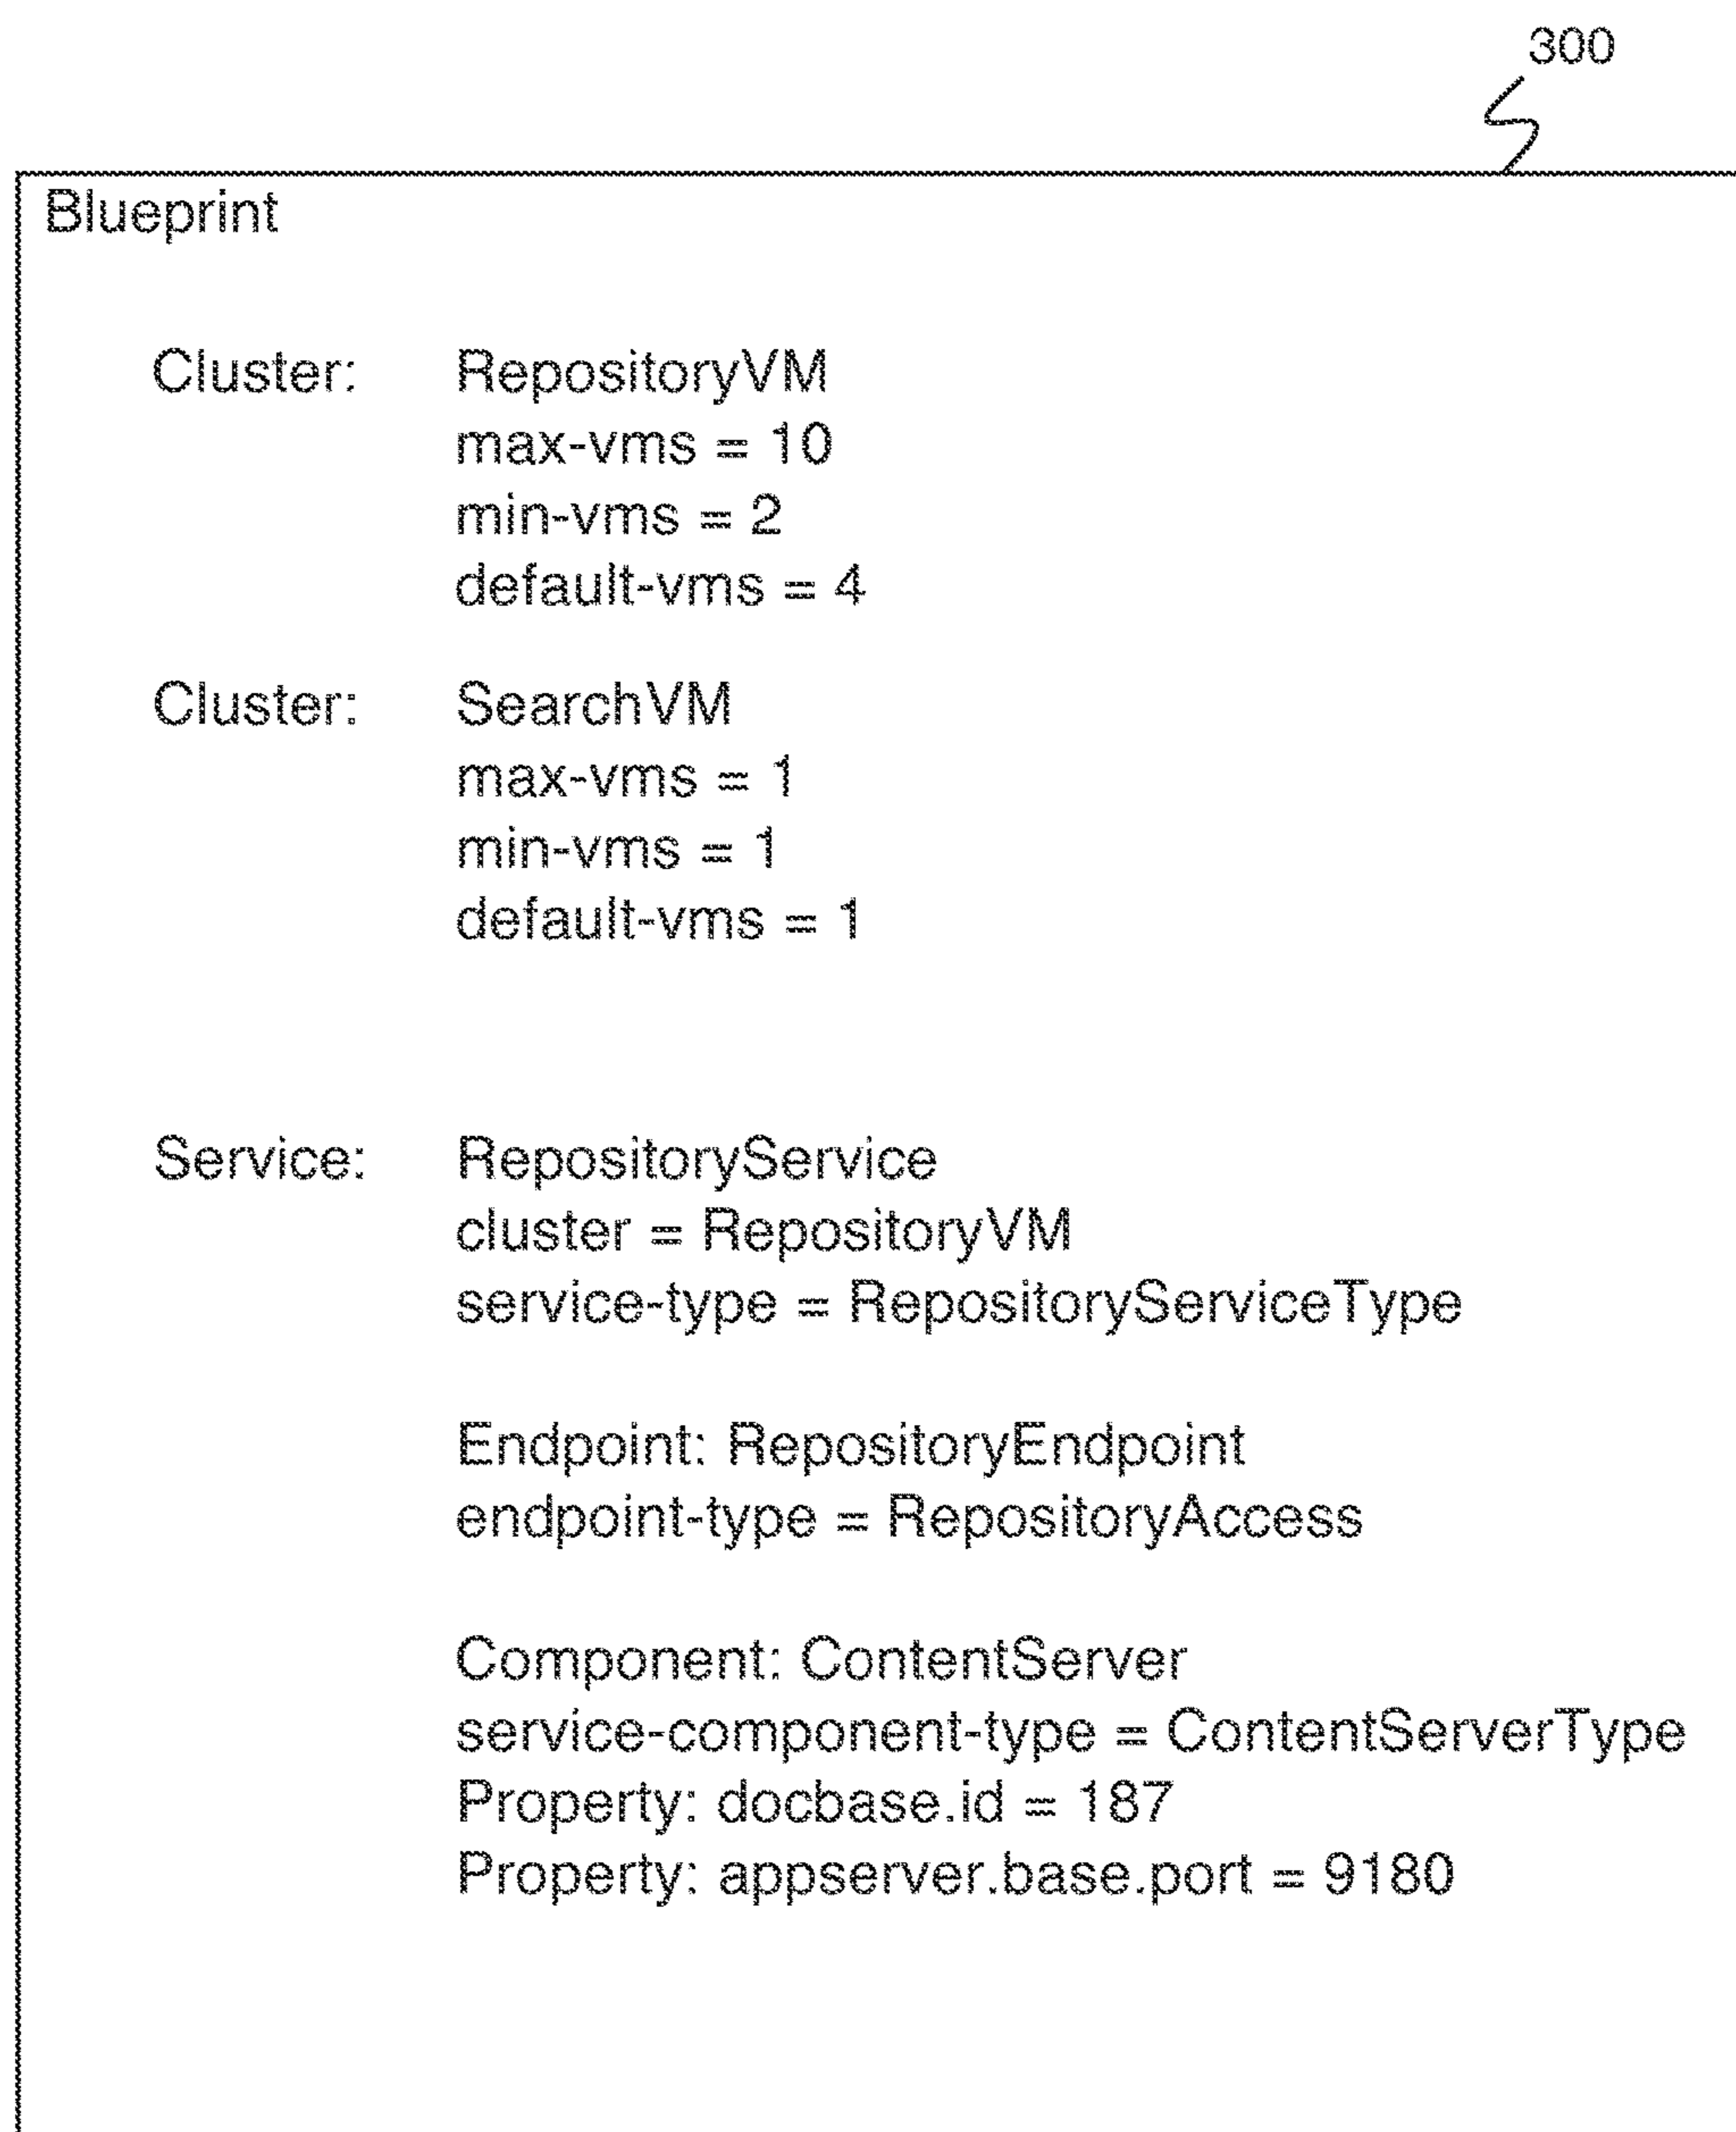 300
Blueprint
Cluster: RepositoryVM
max-vms = 10
min-vms = 2
default-vms = 4
Cluster: SearchVM
max-vms = 1
min-vms = 1
default-vms = 1
Service: RepositoryService
cluster = RepositoryVM
service-type = RepositoryServiceType
Endpoint: RepositoryEndpoint
endpoint-type = RepositoryAccess
Component: ContentServer
service-component-type = ContentServerType
Property: docbase.id = 187
Property: appserver.base.port = 9180